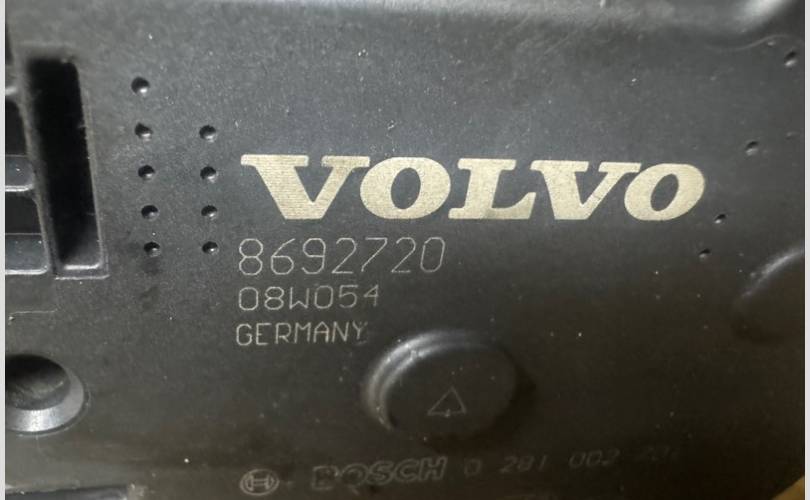 VOLVO
8692720
08W054
GERMANY
BOSCH 0 281 002